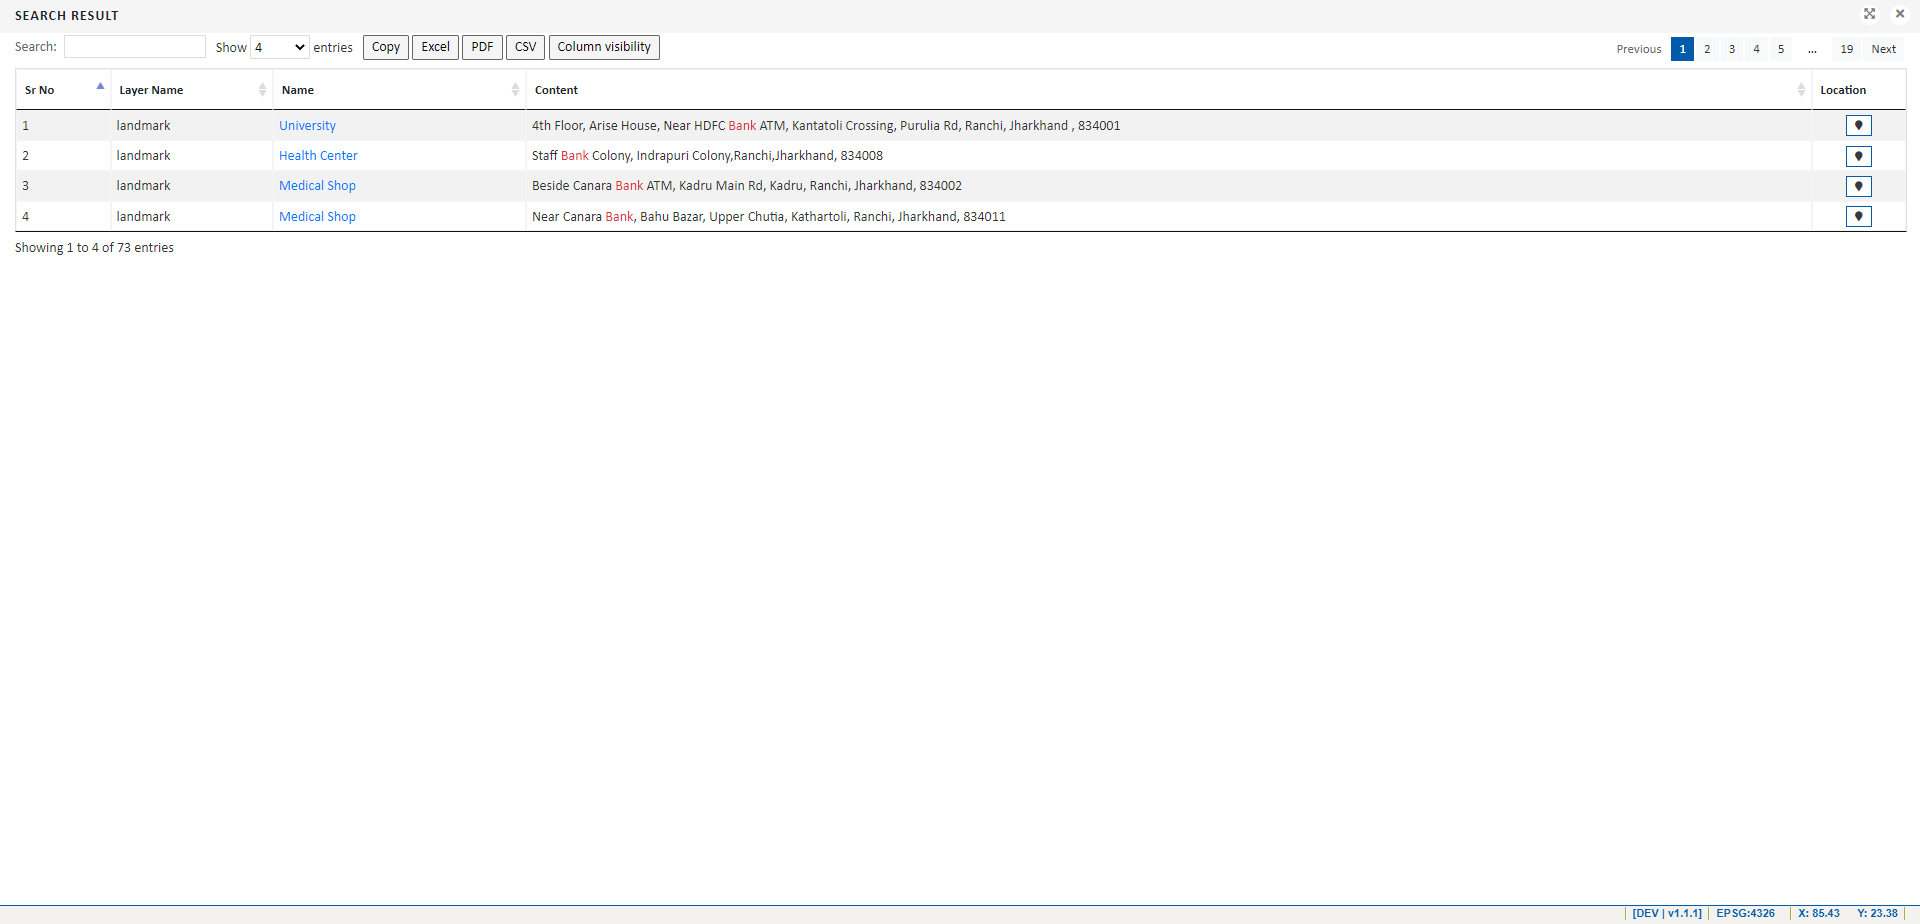 SEARCH RESULT
Search: Show 4 entries Copy Excel PDF CSV Column visibility Previous 1 2 3 4 5 ... 19 Next
Sr No Layer Name Name Content Location
1 landmark University 4th Floor, Arise House, Near HDFC Bank ATM, Kantatoli Crossing, Purulia Rd, Ranchi, Jharkhand , 834001
2 landmark Health Center Staff Bank Colony, Indrapuri Colony,Ranchi,Jharkhand, 834008
3 landmark Medical Shop Beside Canara Bank ATM, Kadru Main Rd, Kadru, Ranchi, Jharkhand, 834002
4 landmark Medical Shop Near Canara Bank, Bahu Bazar, Upper Chutia, Kathartoli, Ranchi, Jharkhand, 834011
Showing 1 to 4 of 73 entries
[DEV | v1.1.1] EPSG:4326 X: 85.43 Y: 23.38